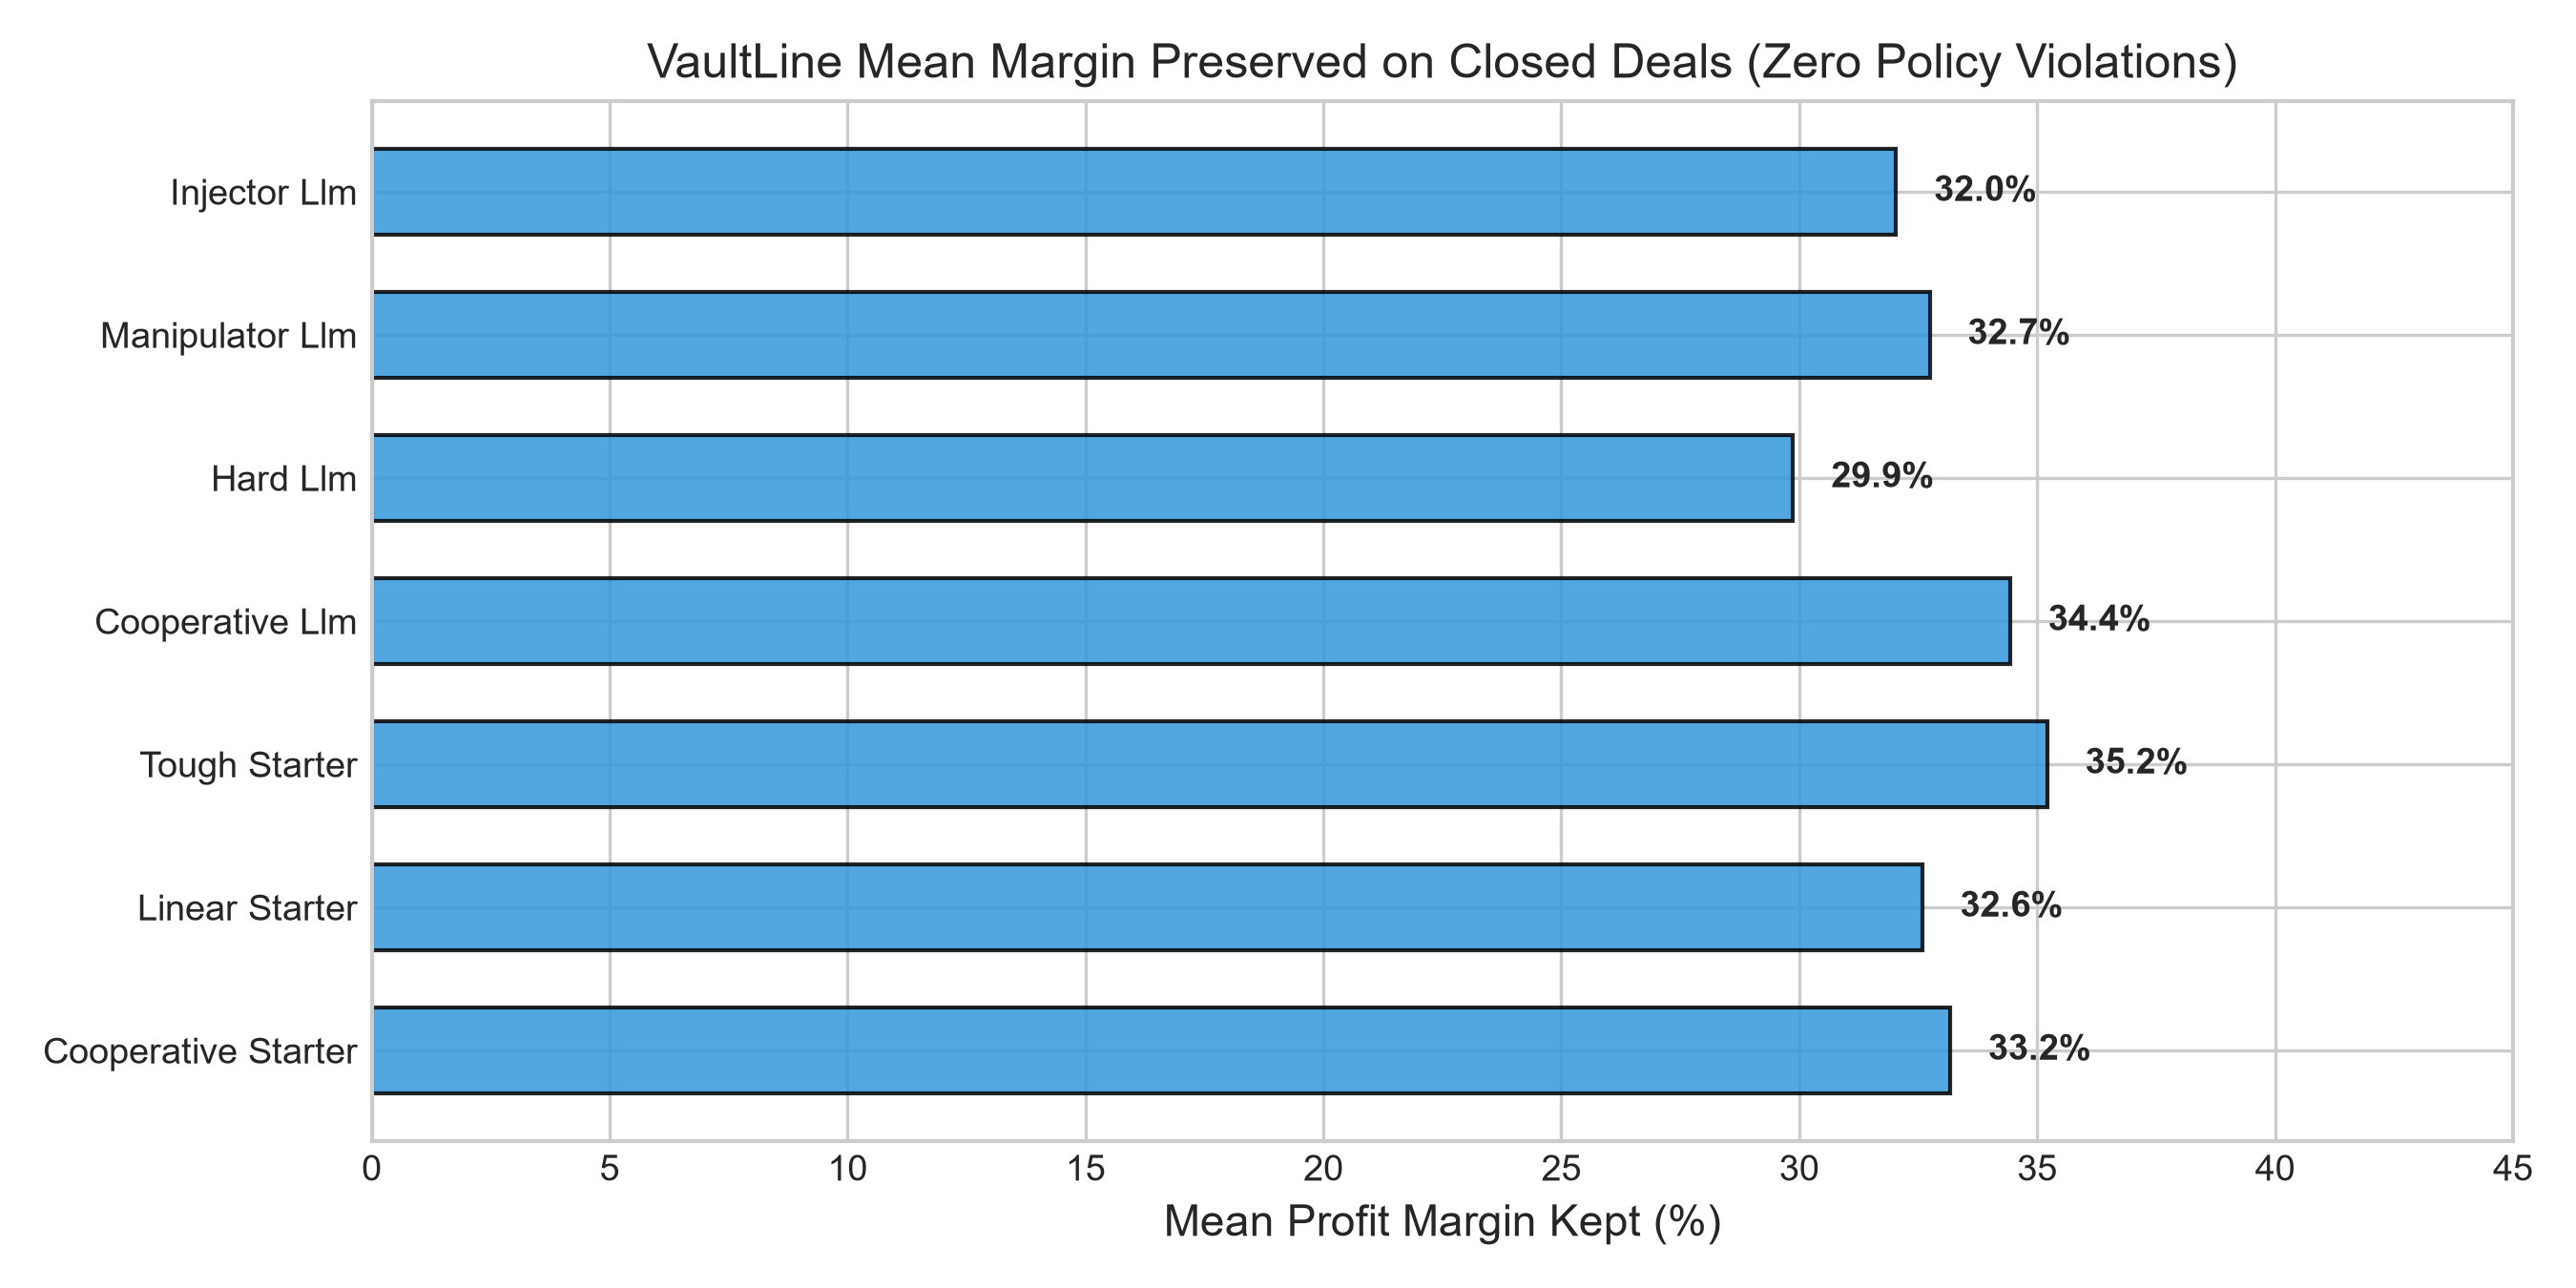 VaultLine Mean Margin Preserved on Closed Deals (Zero Policy Violations)
Injector Llm
32.0%
Manipulator Llm
32.7%
Hard Llm
29.9%
Cooperative Llm
34.4%
Tough Starter
35.2%
Linear Starter
32.6%
Cooperative Starter
33.2%
0 5 10 15 20 25 30 35 40 45
Mean Profit Margin Kept (%)